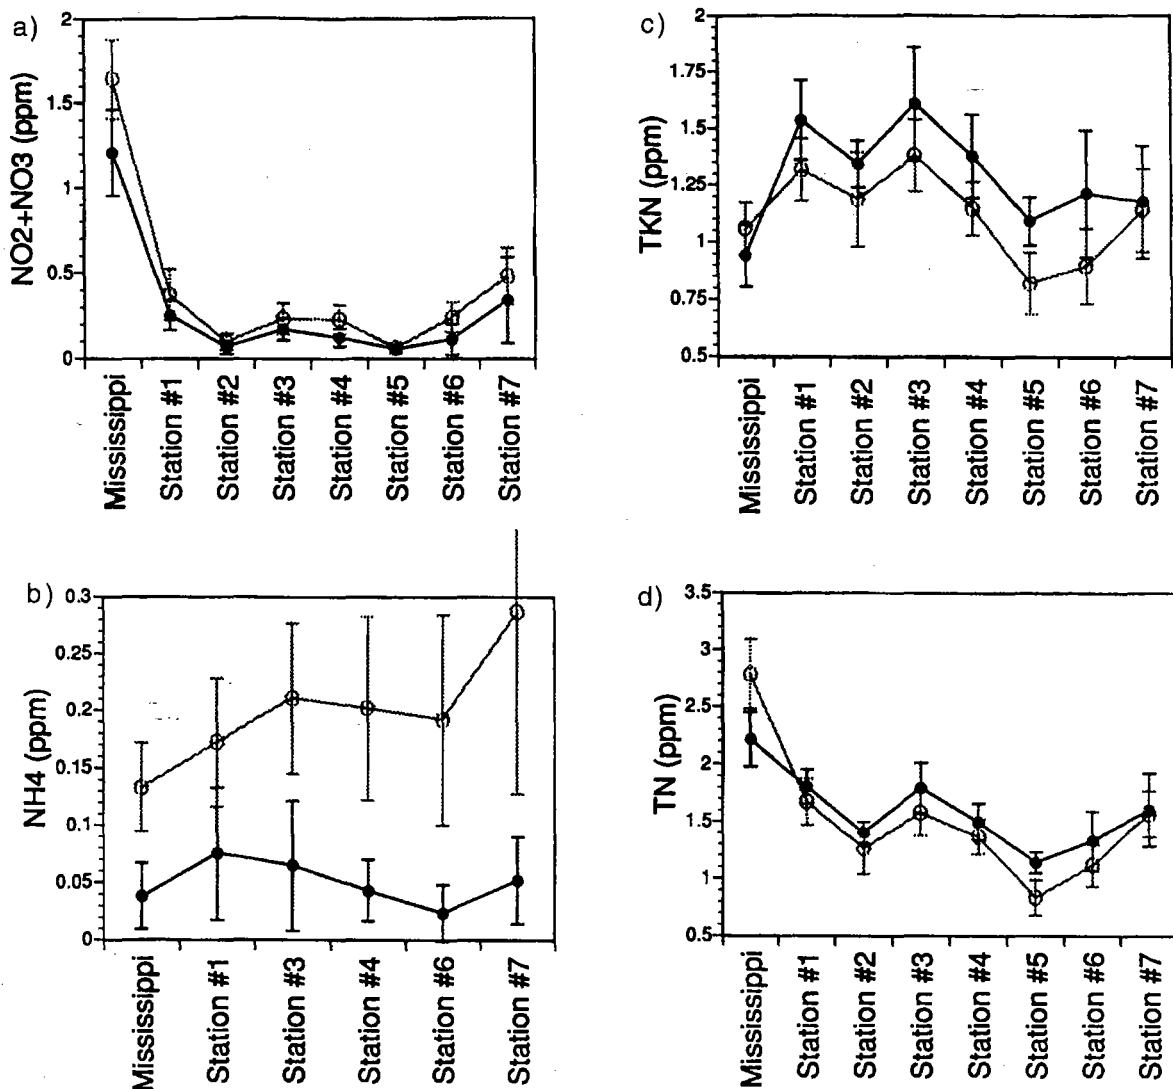 a)
NO2+NO3 (ppm)
2
1.5
1
0.5
0
Mississippi
Station #1
Station #2
Station #3
Station #4
Station #5
Station #6
Station #7
c)
TKN (ppm)
2
1.75
1.5
1.25
1
0.75
0.5
Mississippi
Station #1
Station #2
Station #3
Station #4
Station #5
Station #6
Station #7
b)
NH4 (ppm)
0.3
0.25
0.2
0.15
0.1
0.05
0
Mississippi
Station #1
Station #3
Station #4
Station #6
Station #7
d)
TN (ppm)
3.5
3
2.5
2
1.5
1
0.5
Mississippi
Station #1
Station #2
Station #3
Station #4
Station #5
Station #6
Station #7